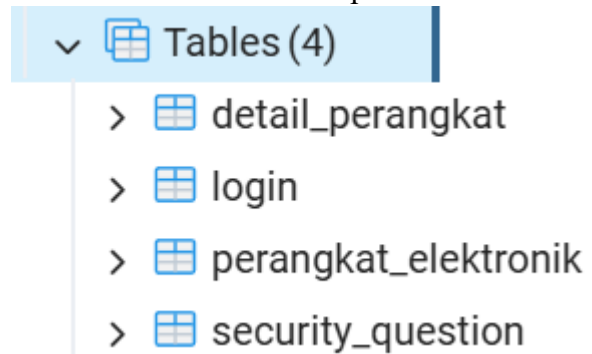 Tables (4)
detail_perangkat
login
perangkat_elektronik
security_question